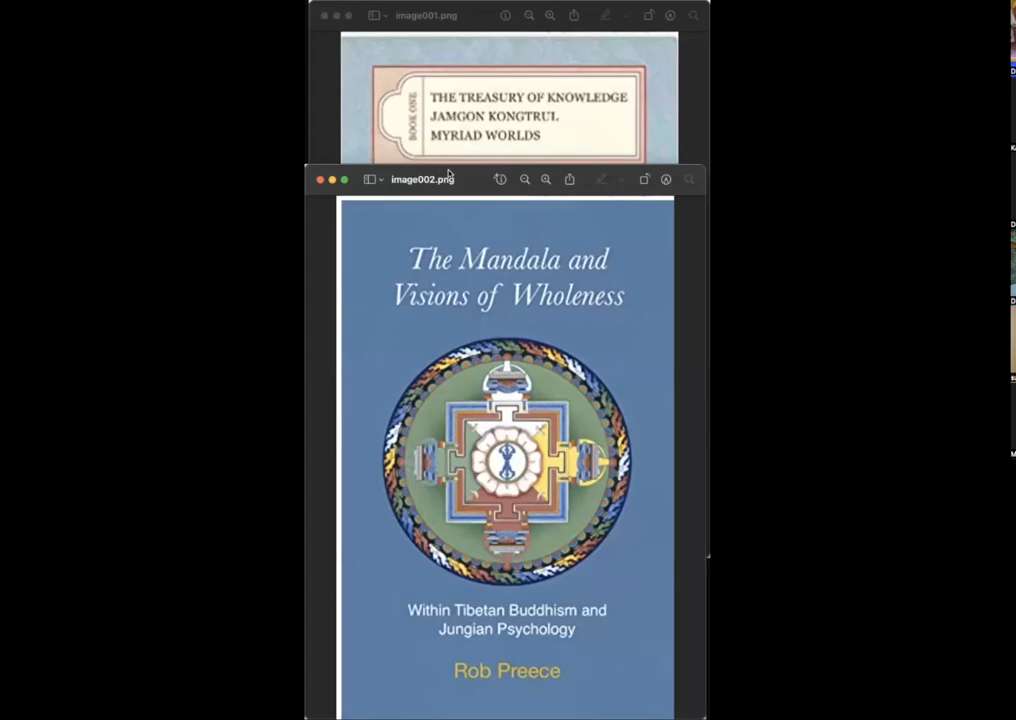 image001.png
BOOK ONE
THE TREASURY OF KNOWLEDGE
JAMGON KONGTRUL
MYRIAD WORLDS
image002.png
The Mandala and
Visions of Wholeness
Within Tibetan Buddhism and
Jungian Psychology
Rob Preece